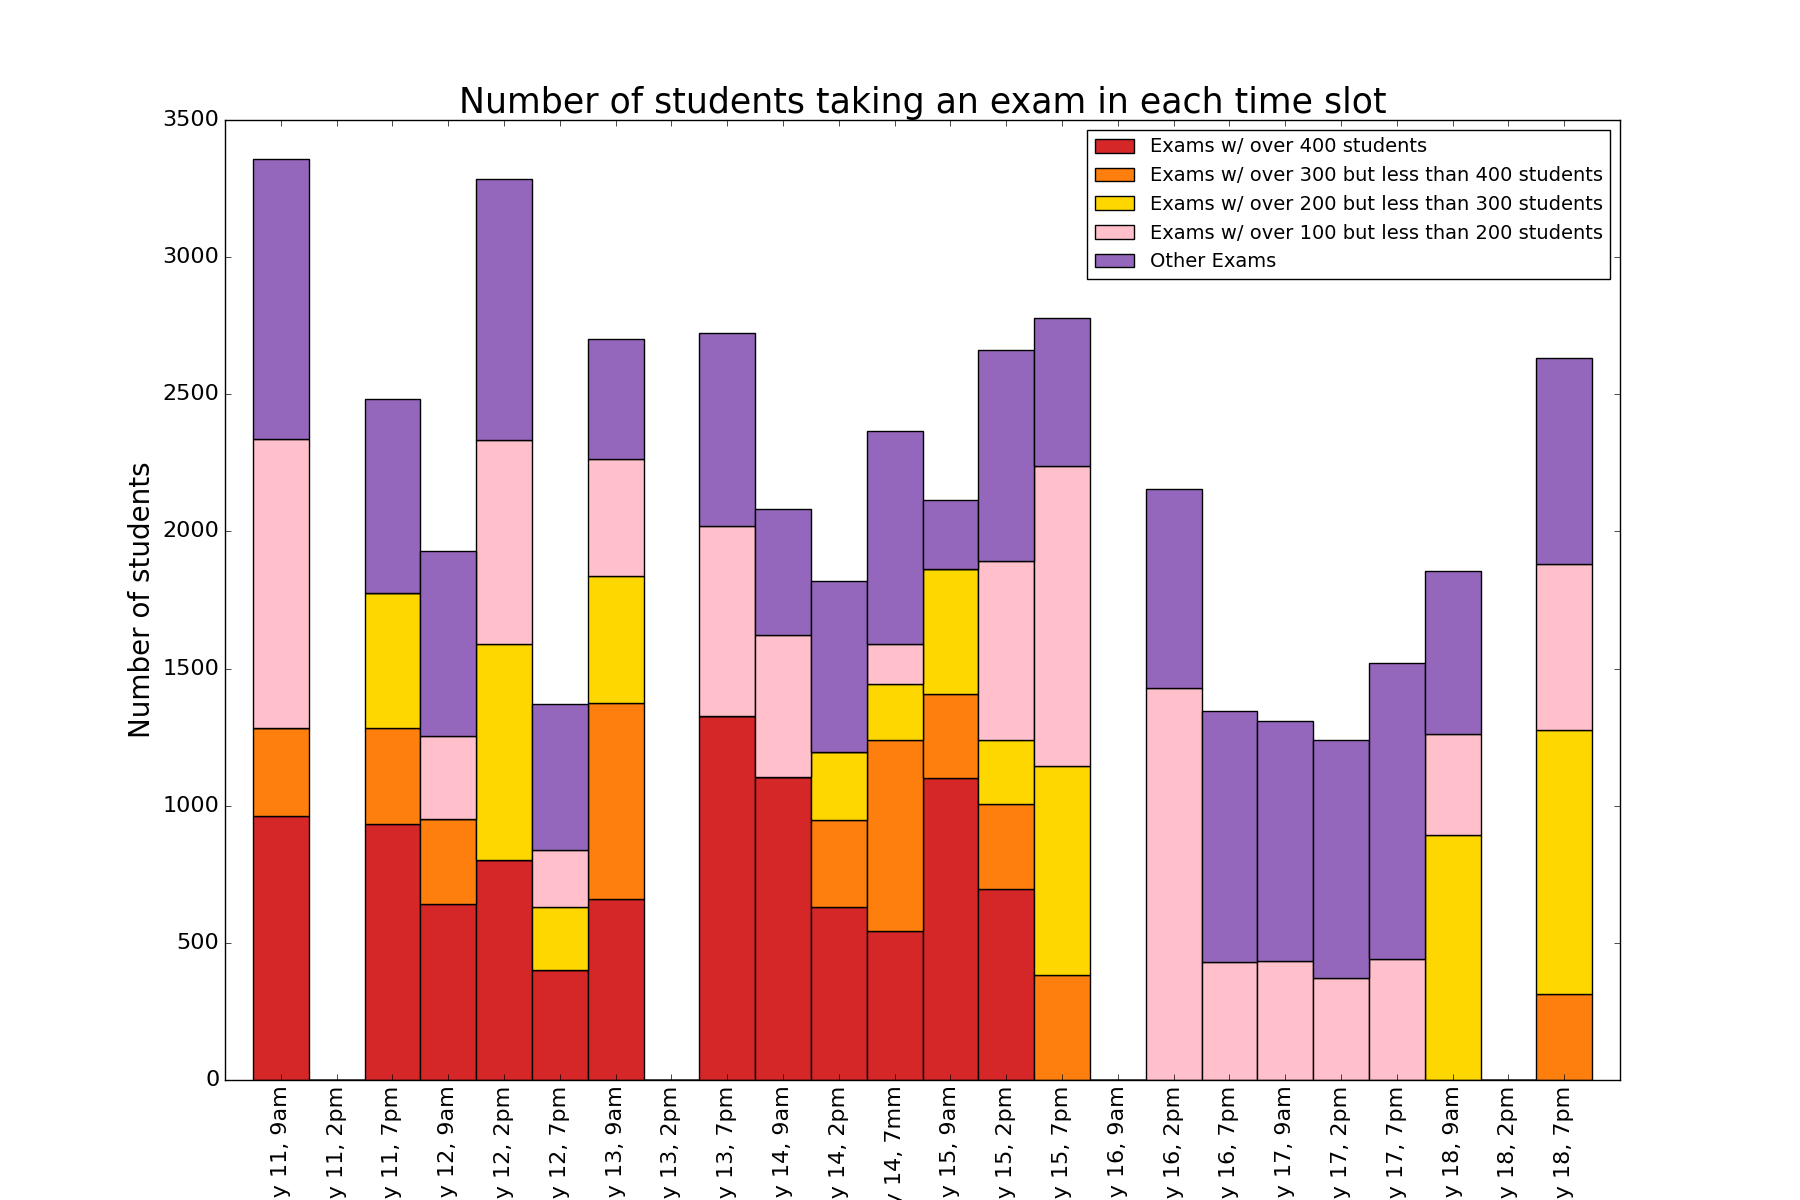 Number of students taking an exam in each time slot
Number of students
3500
3000
2500
2000
1500
1000
500
0
Exams w/ over 400 students
Exams w/ over 300 but less than 400 students
Exams w/ over 200 but less than 300 students
Exams w/ over 100 but less than 200 students
Other Exams
y 11, 9am
y 11, 2pm
y 11, 7pm
y 12, 9am
y 12, 2pm
y 12, 7pm
y 13, 9am
y 13, 2pm
y 13, 7pm
y 14, 9am
y 14, 2pm
y 14, 7mm
y 15, 9am
y 15, 2pm
y 15, 7pm
y 16, 9am
y 16, 2pm
y 16, 7pm
y 17, 9am
y 17, 2pm
y 17, 7pm
y 18, 9am
y 18, 2pm
y 18, 7pm